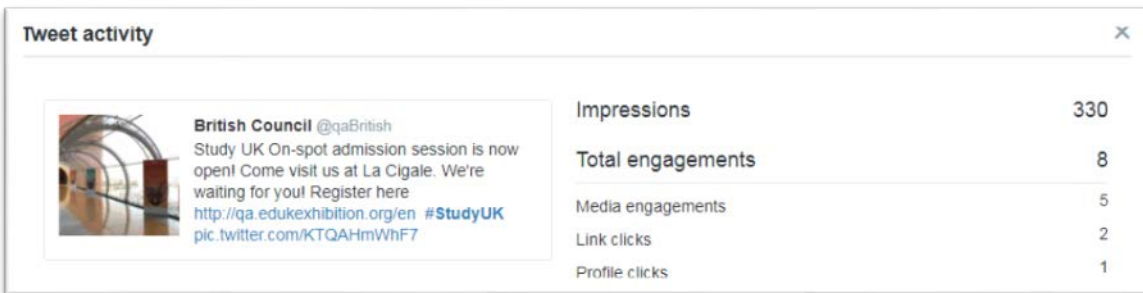 Tweet activity
×
British Council @qaBritish
Study UK On-spot admission session is now
open! Come visit us at La Cigale. We're
waiting for you! Register here
http://qa.edukexhibition.org/en #StudyUK
pic.twitter.com/KTQAHmWhF7
Impressions 330
Total engagements 8
Media engagements 5
Link clicks 2
Profile clicks 1